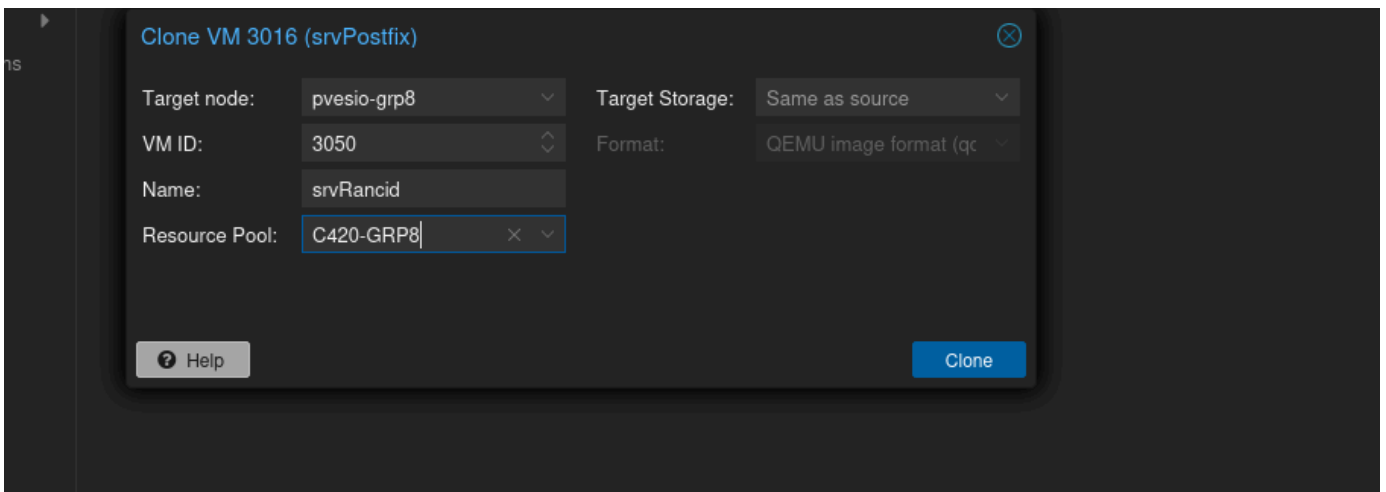 ns
Clone VM 3016 (srvPostfix)
Target node: pvesio-grp8 Target Storage: Same as source
VM ID: 3050 Format: QEMU image format (qc
Name: srvRancid
Resource Pool: C420-GRP8
Help Clone